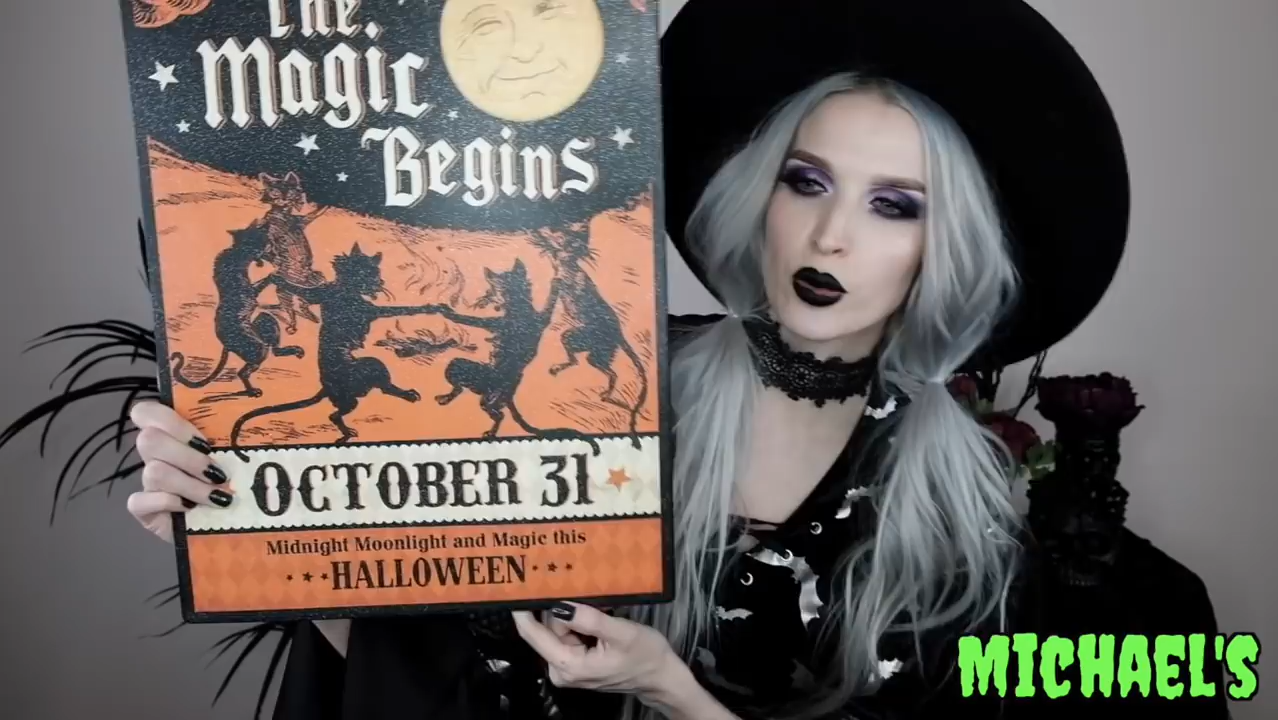 The
Magic
Begins
OCTOBER 31
Midnight Moonlight and Magic this
HALLOWEEN
MICHAEL'S